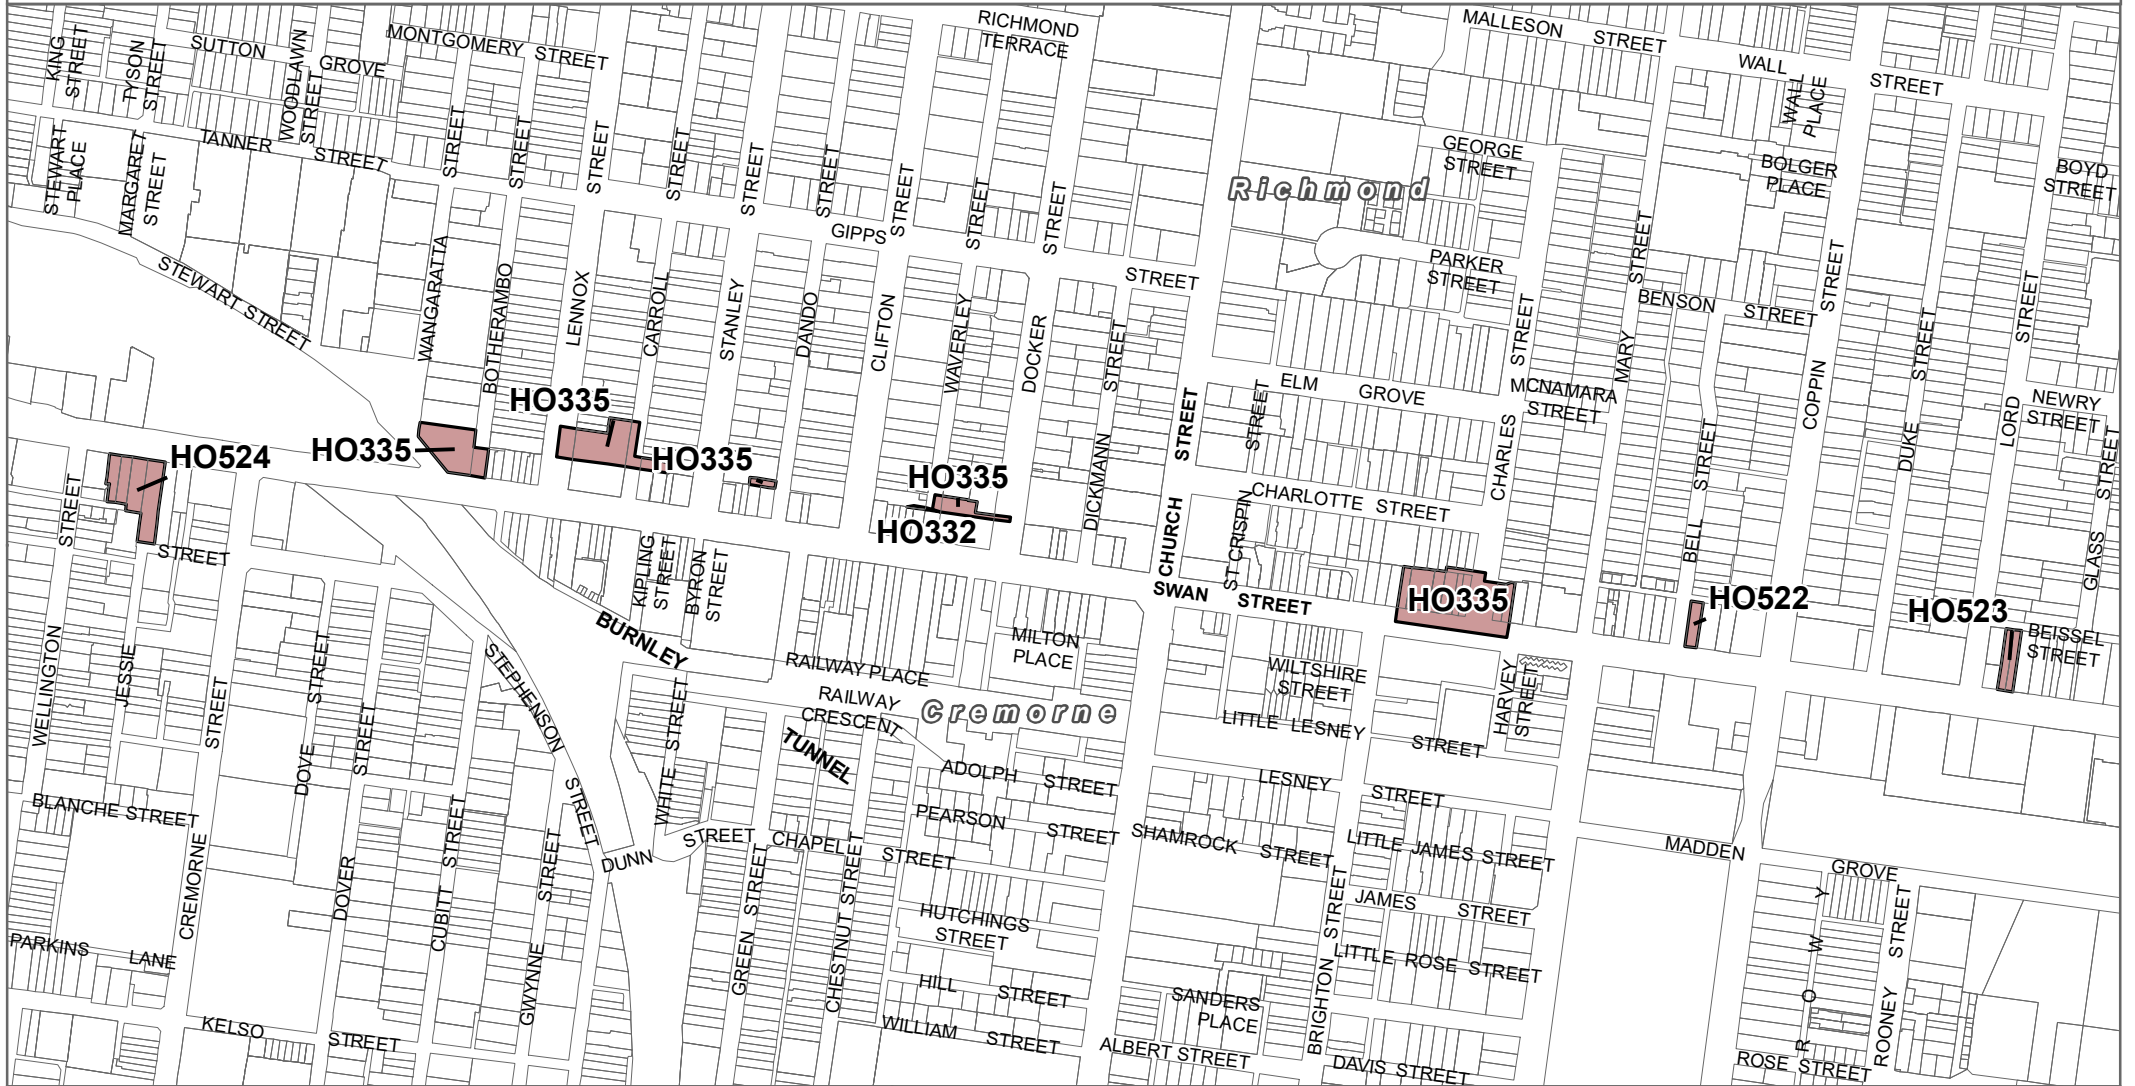 KING
STREET
TYSON
STREET
SUTTON
GROVE
WOODLAWN
STREET
MONTGOMERY STREET
RICHMOND
TERRACE
MALLESON STREET
WALL
STREET
WALL
PLACE
STEWART
PLACE
MARGARET
STREET
TANNER
STREET
STREET
STREET
STREET
STREET
STREET
STREET
STREET
STREET
STREET
GEORGE
STREET
BOLGER
PLACE
BOYD
STREET
Richmond
GIPPS
STREET
PARKER
STREET
STREET
BENSON
STREET
STREET
STREET
STREET
STEWART STREET
WANGARATTA
BOTHERAMBO
LENNOX
CARROLL
STANLEY
DANDO
CLIFTON
WAVERLEY
DOCKER
STREET
STREET
STREET
ELM
GROVE
STREET
MCNAMARA
STREET
MARY
COPPIN
STREET
LORD
NEWRY
STREET
HO335
HO335
HO524
HO335
HO335
HO332
DICKMANN
CHURCH
ST CRISPIN
CHARLOTTE STREET
CHARLES
STREET
BELL
DUKE
STREET
GLASS
STREET
STREET
KIPLING
STREET
BYRON
STREET
SWAN
STREET
HO335
HO522
HO523
BEISSEL
STREET
BURNLEY
MILTON
PLACE
WILTSHIRE
STREET
HARVEY
STREET
WELLINGTON
JESSIE
STREET
STREET
STEPHENSON
STREET
RAILWAY PLACE
RAILWAY
CRESCENT
Cremorne
LITTLE LESNEY
STREET
DOVE
STREET
WHITE
STREET
TUNNEL
ADOLPH
STREET
LESNEY
STREET
BLANCHE STREET
CREMORNE
DOVER
CUBITT
STREET
STREET
DUNN
STREET
CHAPEL
STREET
PEARSON
STREET
SHAMROCK
STREET
LITTLE JAMES STREET
MADDEN
GROVE
GREEN
STREET
CHESTNUT
STREET
JAMES
STREET
HUTCHINGS
STREET
STREET
LITTLE ROSE STREET
ROWY
STREET
PARKINS
LANE
GWYNNE
HILL
STREET
SANDERS
PLACE
BRIGHTON
ROONEY
KELSO
STREET
WILLIAM
STREET
ALBERT STREET
DAVIS STREET
ROSE STREET